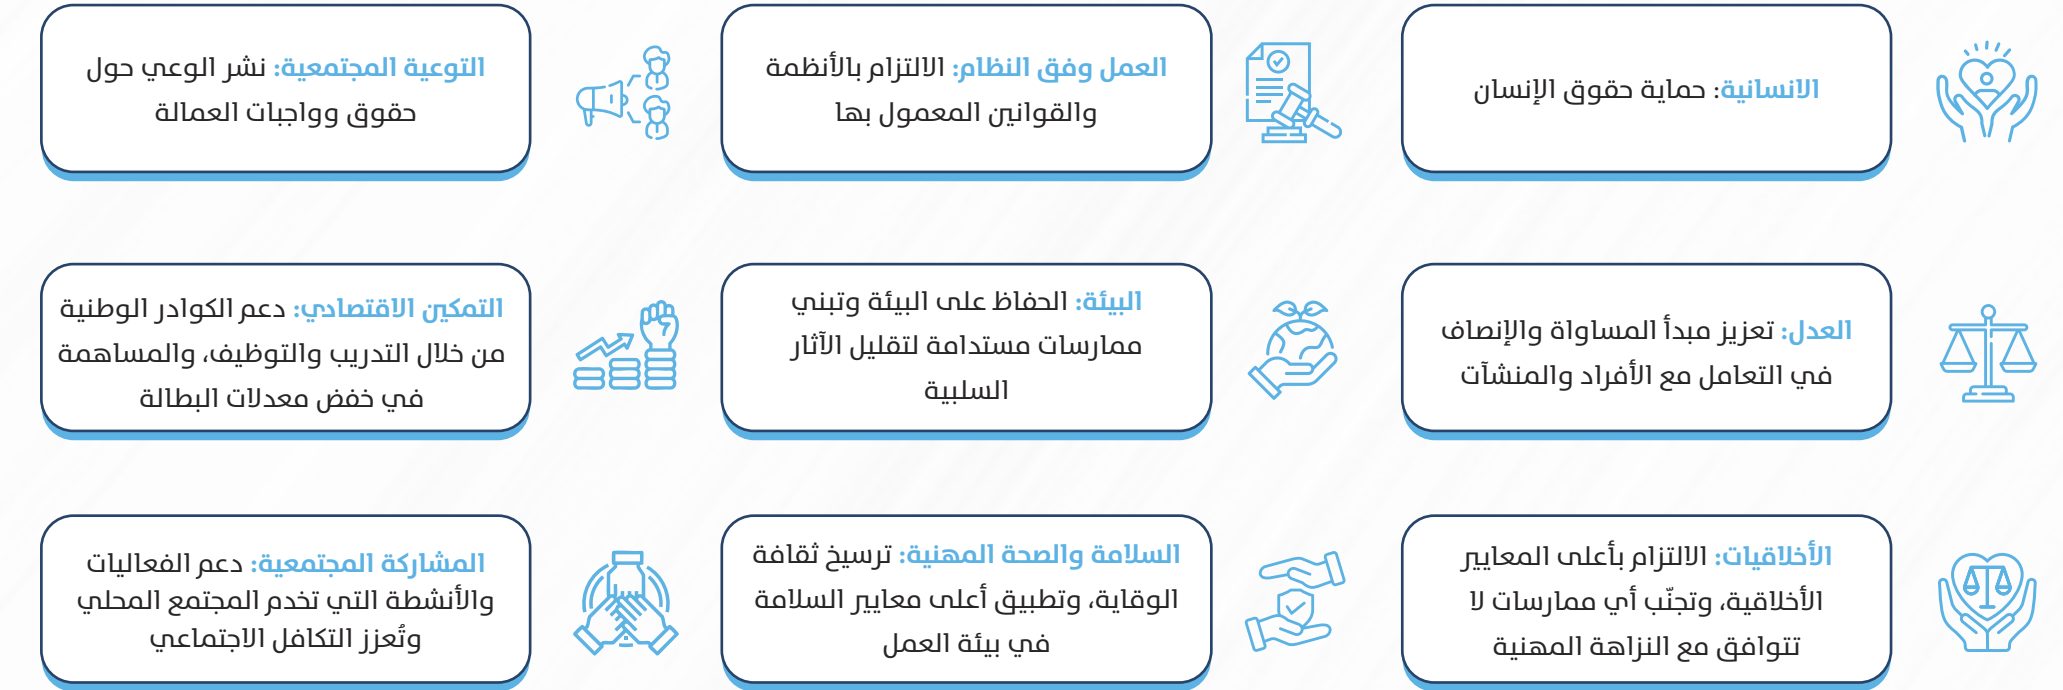 الانسانية: حماية حقوق الإنسان
العمل وفق النظام: الالتزام بالأنظمة
والقوانين المعمول بها
التوعية المجتمعية: نشر الوعي حول
حقوق وواجبات العمالة
العدل: تعزيز مبدأ المساواة والإنصاف
في التعامل مع الأفراد والمنشآت
البيئة: الحفاظ على البيئة وتبني
ممارسات مستدامة لتقليل الآثار
السلبية
التمكين الاقتصادي: دعم الكوادر الوطنية
من خلال التدريب والتوظيف، والمساهمة
في خفض معدلات البطالة
الأخلاقيات: الالتزام بأعلى المعايير
الأخلاقية، وتجنّب أي ممارسات لا
تتوافق مع النزاهة المهنية
السلامة والصحة المهنية: ترسيخ ثقافة
الوقاية، وتطبيق أعلى معايير السلامة
في بيئة العمل
المشاركة المجتمعية: دعم الفعاليات
والأنشطة التي تخدم المجتمع المحلي
وتُعزز التكافل الاجتماعي